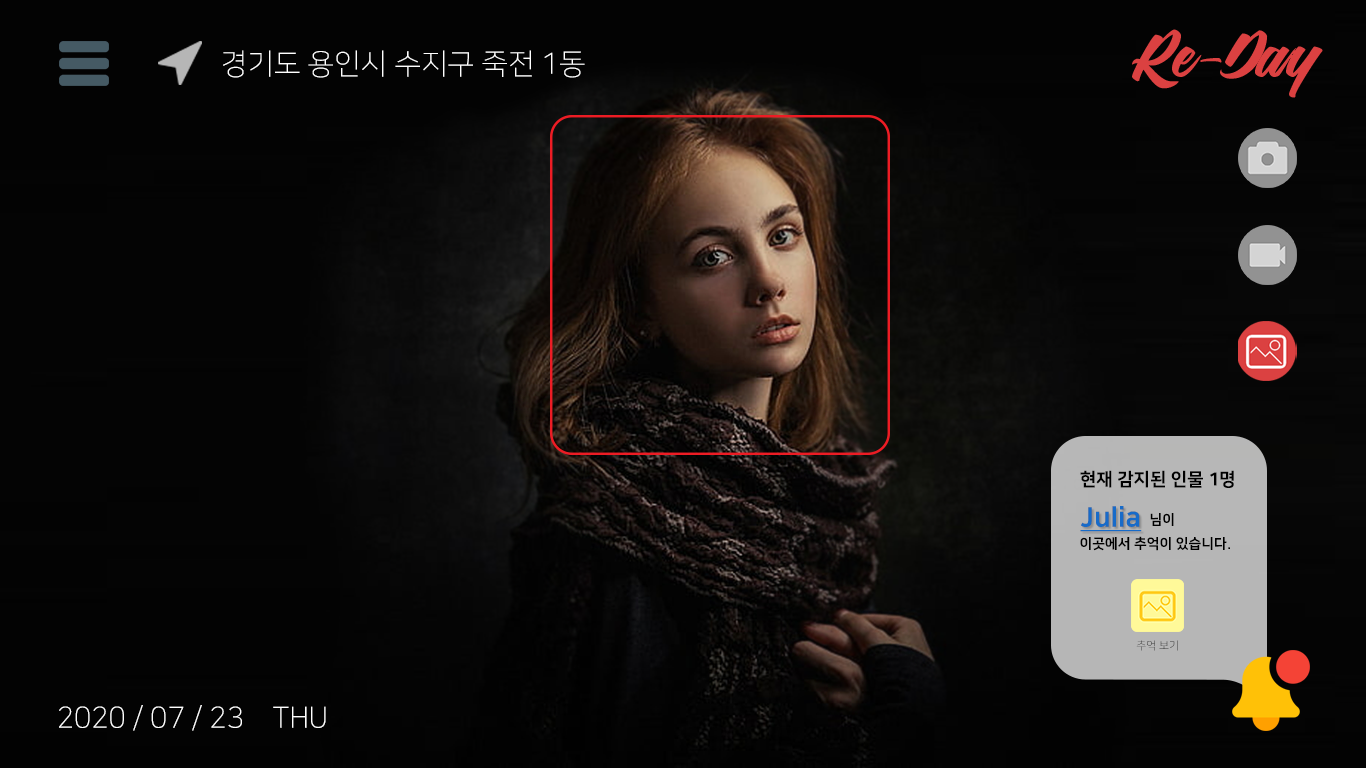 경기도 용인시 수지구 죽전 1동
Re-Day
현재 감지된 인물 1명
Julia 님이
이곳에서 추억이 있습니다.
추억 보기
2020 / 07 / 23 THU